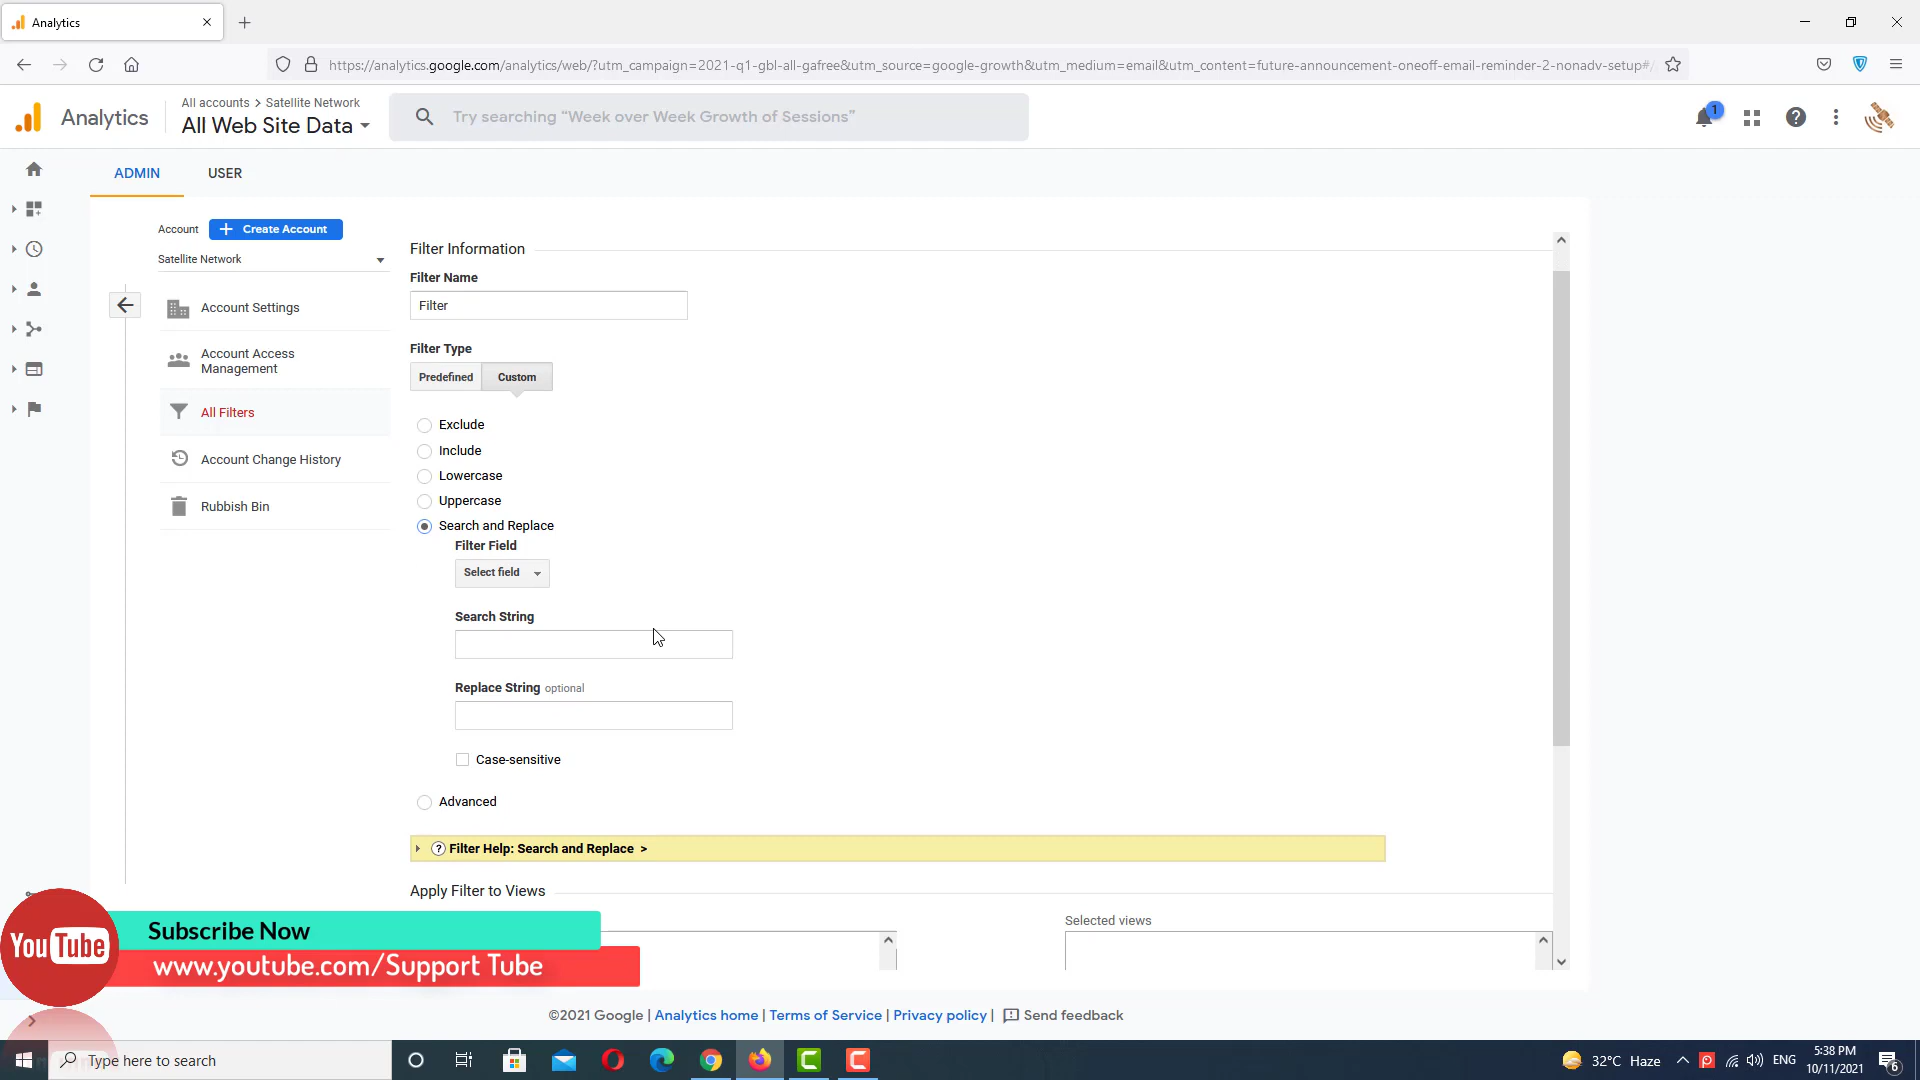 Analytics
https://analytics.google.com/analytics/web/?utm_campaign=2021-q1-gbl-all-gafree&utm_source=google-growth&utm_medium=email&utm_content=future-announcement-oneoff-email-reminder-2-nonadv-setup#/
Analytics
All accounts > Satellite Network
All Web Site Data
Try searching “Week over Week Growth of Sessions”
1
ADMIN
USER
Account
+ Create Account
Satellite Network
Account Settings
Account Access
Management
All Filters
Account Change History
Rubbish Bin
Filter Information
Filter Name
Filter
Filter Type
Predefined
Custom
Exclude
Include
Lowercase
Uppercase
Search and Replace
Filter Field
Select field
Search String
Replace String optional
Case-sensitive
Advanced
? Filter Help: Search and Replace >
Apply Filter to Views
Selected views
YouTube
Subscribe Now
www.youtube.com/Support Tube
©2021 Google | Analytics home | Terms of Service | Privacy policy | Send feedback
Type here to search
32°C Haze
ENG
5:38 PM
10/11/2021
6